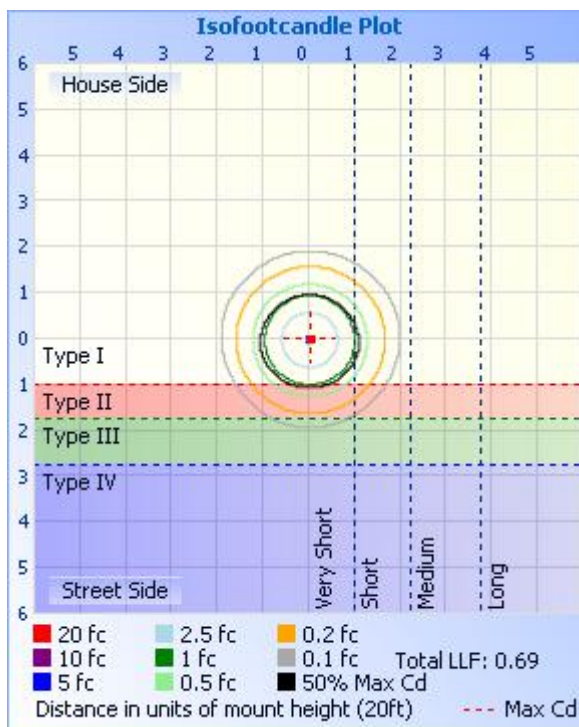 Isofootcandle Plot
5 4 3 2 1 0 1 2 3 4 5
6
House Side
5
4
3
2
1
0
Type I
1
Type II
2
Type III
3
Type IV
4
5
6
Very Short
Short
Medium
Long
Street Side
20 fc 2.5 fc 0.2 fc
10 fc 1 fc 0.1 fc Total LLF: 0.69
5 fc 0.5 fc 50% Max Cd
Distance in units of mount height (20ft) Max Cd